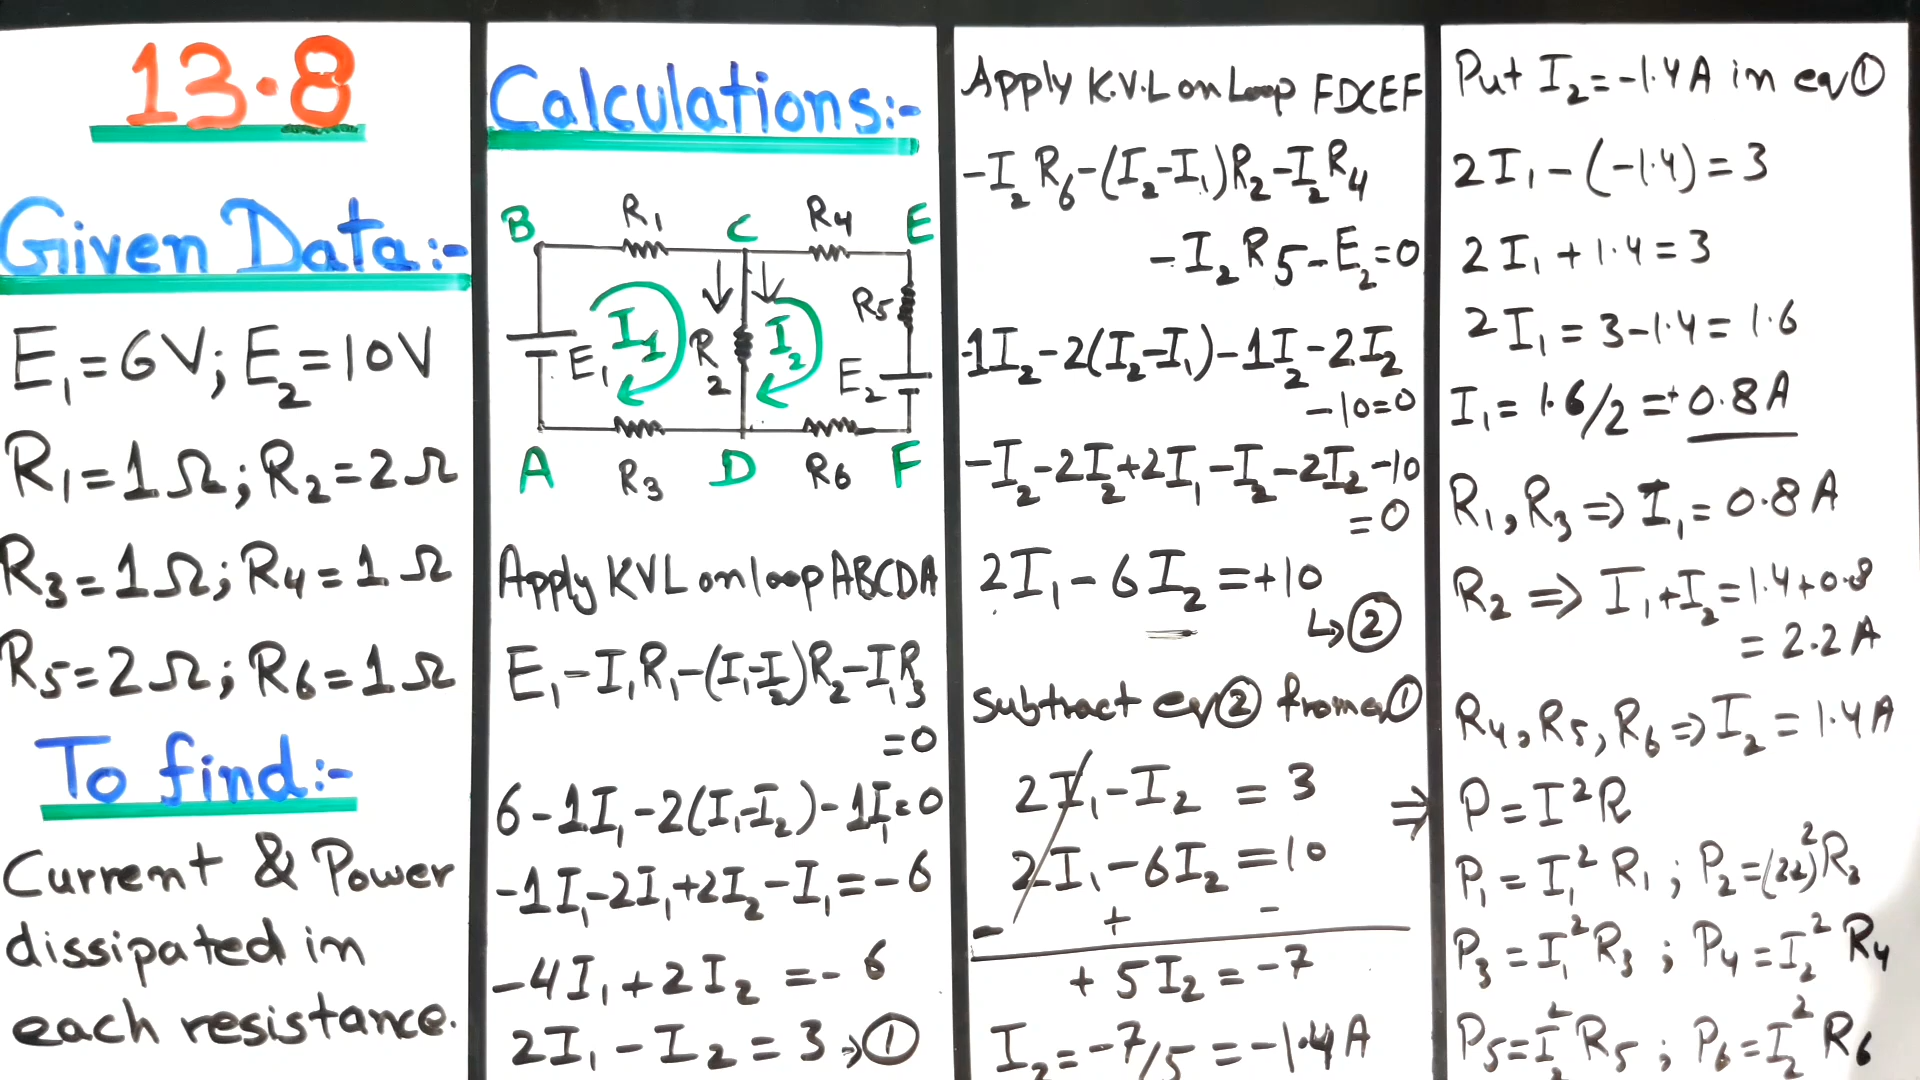 13.8
Given Data:-
E₁=6V; E₂=10V
R₁=1Ω; R₂=2Ω
R₃=1Ω; R₄=1Ω
R₅=2Ω; R₆=1Ω
To find:-
Current & Power
dissipated in
each resistance.
Calculations:-
B R₁ C R₄ E
R₅
E₁ I₁ R₂ I₂ E₂
A R₃ D R₆ F
Apply KVL on loop ABCDA
E₁-I₁R₁-(I₁-I₂)R₂-I₁R₃
=0
6-1I₁-2(I₁-I₂)-1I₁=0
-1I₁-2I₁+2I₂-I₁=-6
-4I₁+2I₂=-6
2I₁-I₂=3→①
Apply K.V.L on Loop FDCEF
-I₂R₆-(I₂-I₁)R₂-I₂R₄
-I₂R5-E₂=0
-1I₂-2(I₂-I₁)-1I₂-2I₂
-10=0
-I₂-2I₂+2I₁-I₂-2I₂-10
=0
2I₁-6I₂=+10
↳②
Subtract eq② from eq①
2I₁-I₂=3
2I₁-6I₂=10
- + -
+5I₂=-7
I₂=-7/5=-1.4A
Put I₂=-1.4A in eq①
2I₁-(-1.4)=3
2I₁+1.4=3
2I₁=3-1.4=1.6
I₁=1.6/2=+0.8A
R₁,R₃⇒I₁=0.8A
R₂⇒I₁+I₂=1.4+0.8
=2.2A
R₄,R₅,R₆⇒I₂=1.4A
⇒P=I²R
P₁=I₁²R₁; P₂=(2.2)²R₂
P₃=I₁²R₃; P₄=I₂²R₄
P₅=I₂²R₅; P₆=I₂²R₆